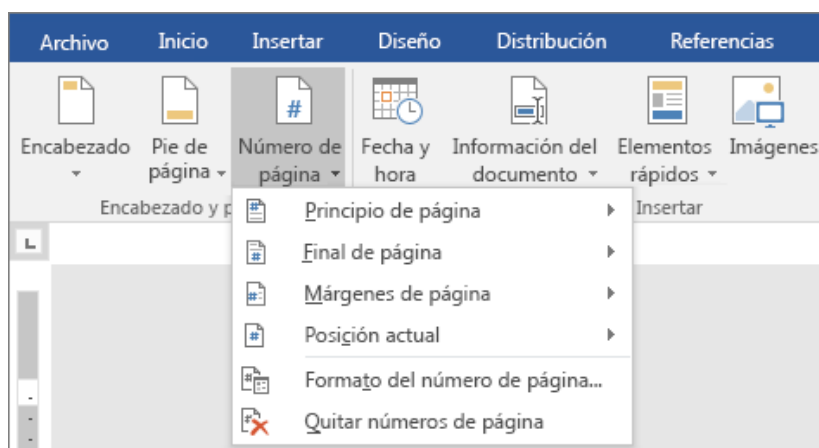 Archivo Inicio Insertar Diseño Distribución Referencias
Encabezado Pie de página Número de página Fecha y hora Información del documento Elementos rápidos Imágenes
Encabezado y p Insertar
Principio de página
Final de página
Márgenes de página
Posición actual
Formato del número de página...
Quitar números de página